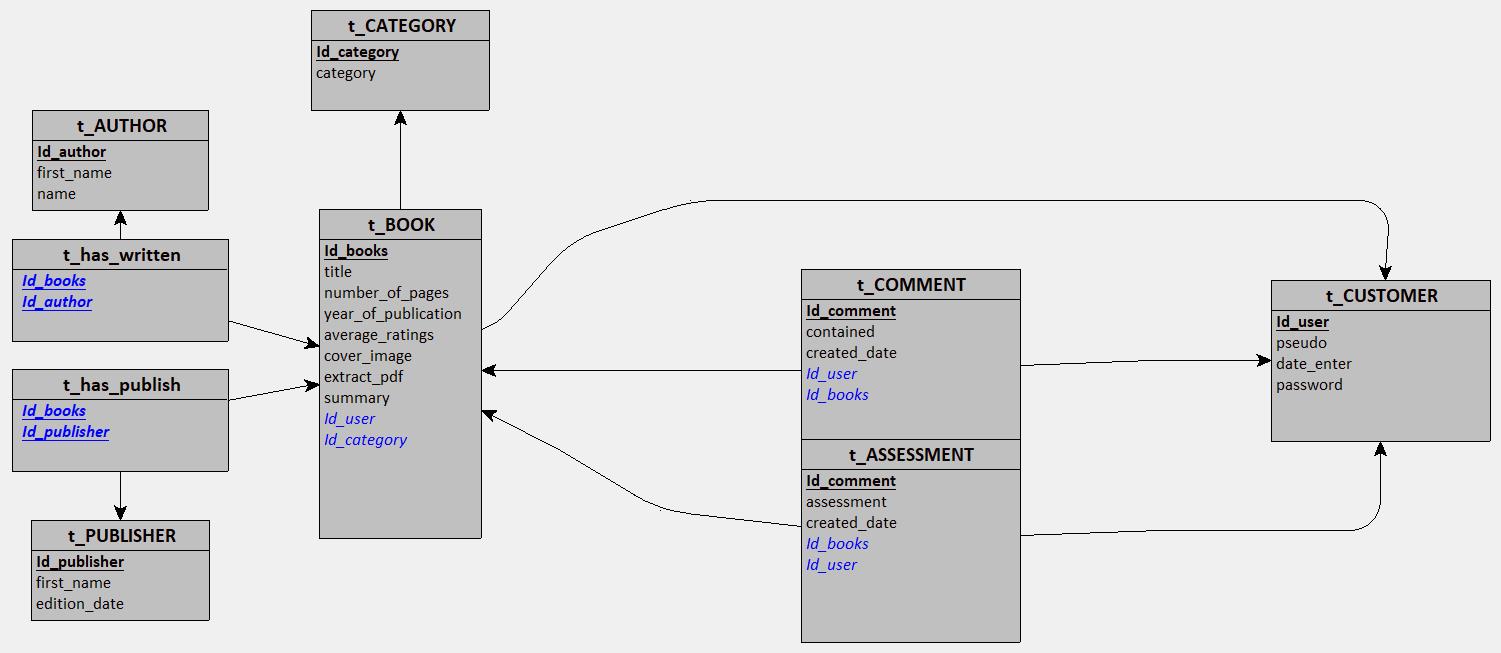 t_CATEGORY
Id_category
category
t_AUTHOR
Id_author
first_name
name
t_has_written
Id_books
Id_author
t_has_publish
Id_books
Id_publisher
t_PUBLISHER
Id_publisher
first_name
edition_date
t_BOOK
Id_books
title
number_of_pages
year_of_publication
average_ratings
cover_image
extract_pdf
summary
Id_user
Id_category
t_COMMENT
Id_comment
contained
created_date
Id_user
Id_books
t_ASSESSMENT
Id_comment
assessment
created_date
Id_books
Id_user
t_CUSTOMER
Id_user
pseudo
date_enter
password